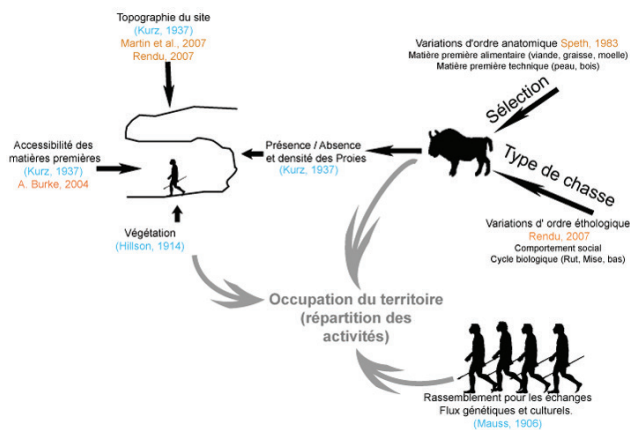 Topographie du site
(Kurz, 1937)
Martin et al., 2007
Rendu, 2007
Variations d'ordre anatomique Speth, 1983
Matière première alimentaire (viande, graisse, moelle)
Matière première technique (peau, bois)
Sélection
Accessibilité des
matières premières
(Kurz, 1937)
A. Burke, 2004
Présence / Absence
et densité des Proies
(Kurz, 1937)
Type de chasse
Végétation
(Hillson, 1914)
Variations d' ordre éthologique
Rendu, 2007
Comportement social
Cycle biologique (Rut, Mise, bas)
Occupation du territoire
(répartition des
activités)
Rassemblement pour les échanges
Flux génétiques et culturels.
(Mauss, 1906)